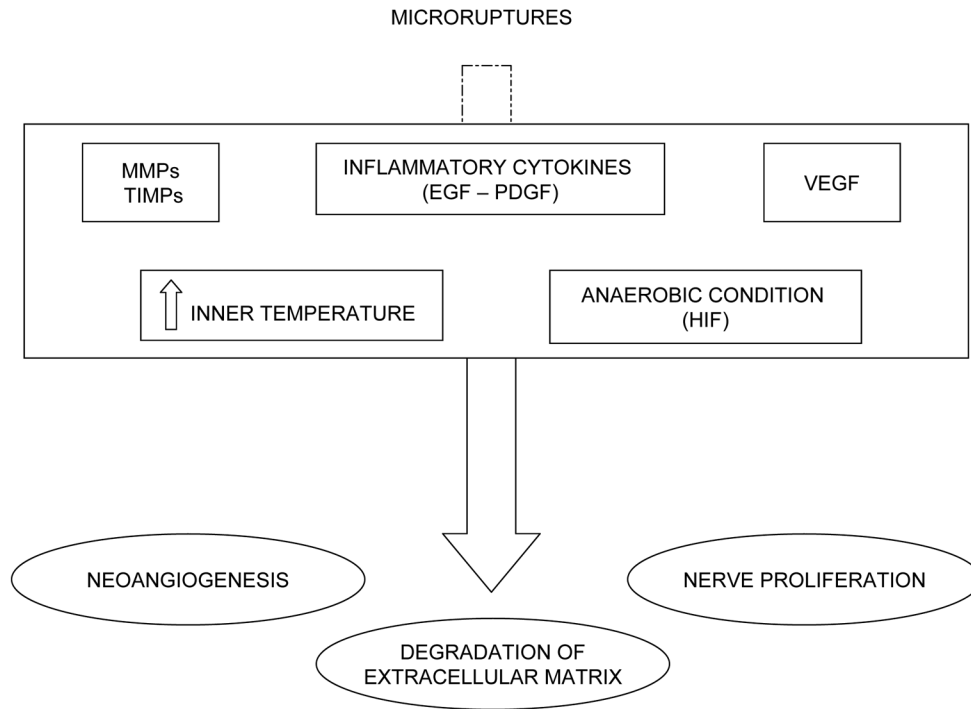 MICRORUPTURES
MMPs
TIMPs
INFLAMMATORY CYTOKINES
(EGF – PDGF)
VEGF
INNER TEMPERATURE
ANAEROBIC CONDITION
(HIF)
NEOANGIOGENESIS
NERVE PROLIFERATION
DEGRADATION OF
EXTRACELLULAR MATRIX